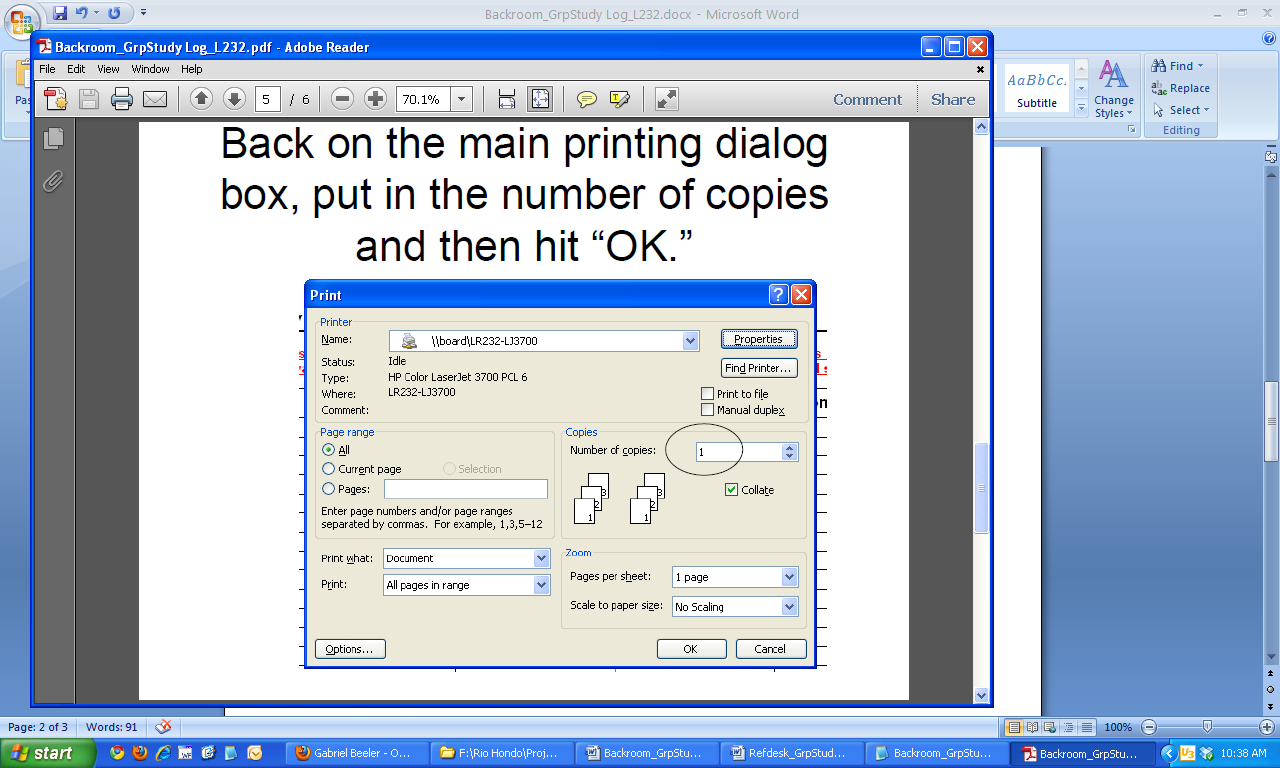 Backroom_GrpStudy Log_L232.docx - Microsoft Word
Backroom_GrpStudy Log_L232.pdf - Adobe Reader
File Edit View Window Help
5 / 6 70.1% Comment Share
AaBbCc.
Subtitle
Change
Styles
Find
Replace
Select
Editing
Back on the main printing dialog
box, put in the number of copies
and then hit “OK.”
Print
Printer
Name: \\board\LR232-LJ3700 Properties
Status: Idle
Type: HP Color LaserJet 3700 PCL 6 Find Printer...
Where: LR232-LJ3700 Print to file
Comment: Manual duplex
Page range
All
Current page Selection
Pages:
Enter page numbers and/or page ranges
separated by commas. For example, 1,3,5–12
Copies
Number of copies: 1
Collate
3 3
2 2
1 1
Print what: Document
Print: All pages in range
Zoom
Pages per sheet: 1 page
Scale to paper size: No Scaling
Options... OK Cancel
Page: 2 of 3 Words: 91 100%
start Gabriel Beeler - O... F:\Rio Hondo\Proj... Backroom_GrpStu... Refdesk_GrpStud... Backroom_GrpStu... Backroom_GrpStu... 10:38 AM